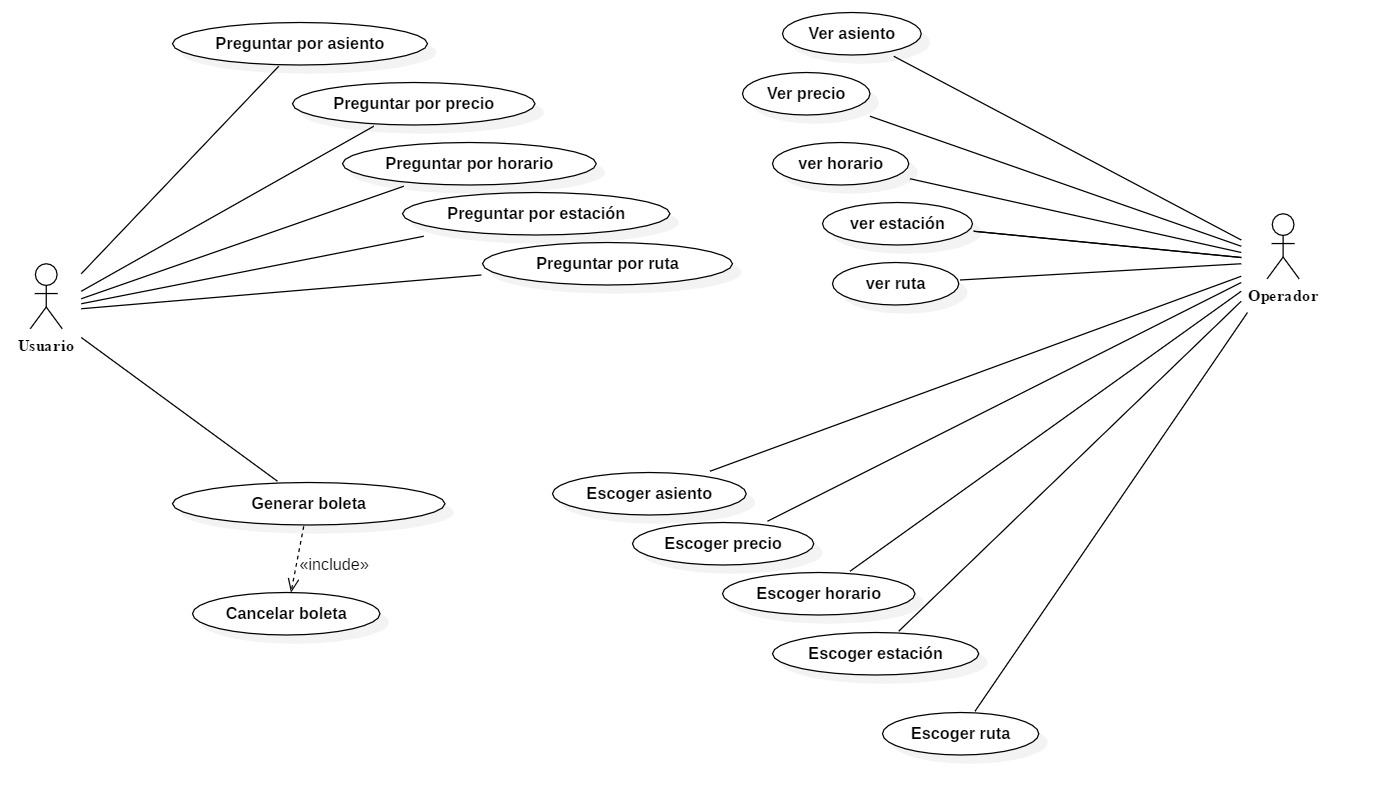 Preguntar por asiento
Preguntar por precio
Preguntar por horario
Preguntar por estación
Preguntar por ruta
Usuario
Generar boleta
«include»
Cancelar boleta
Ver asiento
Ver precio
ver horario
ver estación
ver ruta
Operador
Escoger asiento
Escoger precio
Escoger horario
Escoger estación
Escoger ruta